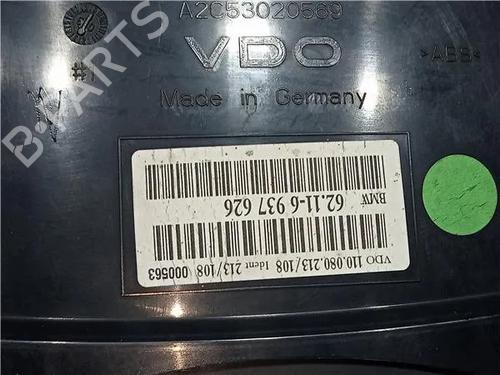 A2C53020569
VDO
Made in Germany
>ABS<
#1
BMW 62.11-6 937 626
VDO 110.080.213/108 Ident 213/108 000563
B-PARTS